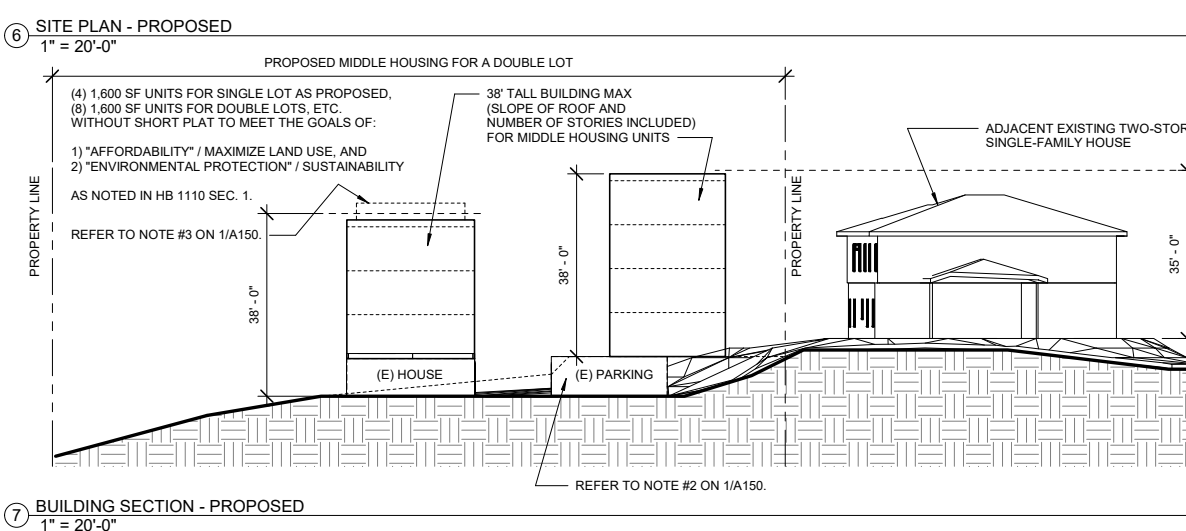 6 SITE PLAN - PROPOSED
1" = 20'-0"
PROPOSED MIDDLE HOUSING FOR A DOUBLE LOT
(4) 1,600 SF UNITS FOR SINGLE LOT AS PROPOSED,
(8) 1,600 SF UNITS FOR DOUBLE LOTS, ETC.
WITHOUT SHORT PLAT TO MEET THE GOALS OF:
1) "AFFORDABILITY" / MAXIMIZE LAND USE, AND
2) "ENVIRONMENTAL PROTECTION" / SUSTAINABILITY
AS NOTED IN HB 1110 SEC. 1.
REFER TO NOTE #3 ON 1/A150.
38' TALL BUILDING MAX
(SLOPE OF ROOF AND
NUMBER OF STORIES INCLUDED)
FOR MIDDLE HOUSING UNITS
ADJACENT EXISTING TWO-STOR
SINGLE-FAMILY HOUSE
PROPERTY LINE
38' - 0"
38' - 0"
PROPERTY LINE
35' - 0"
(E) HOUSE
(E) PARKING
REFER TO NOTE #2 ON 1/A150.
7 BUILDING SECTION - PROPOSED
1" = 20'-0"